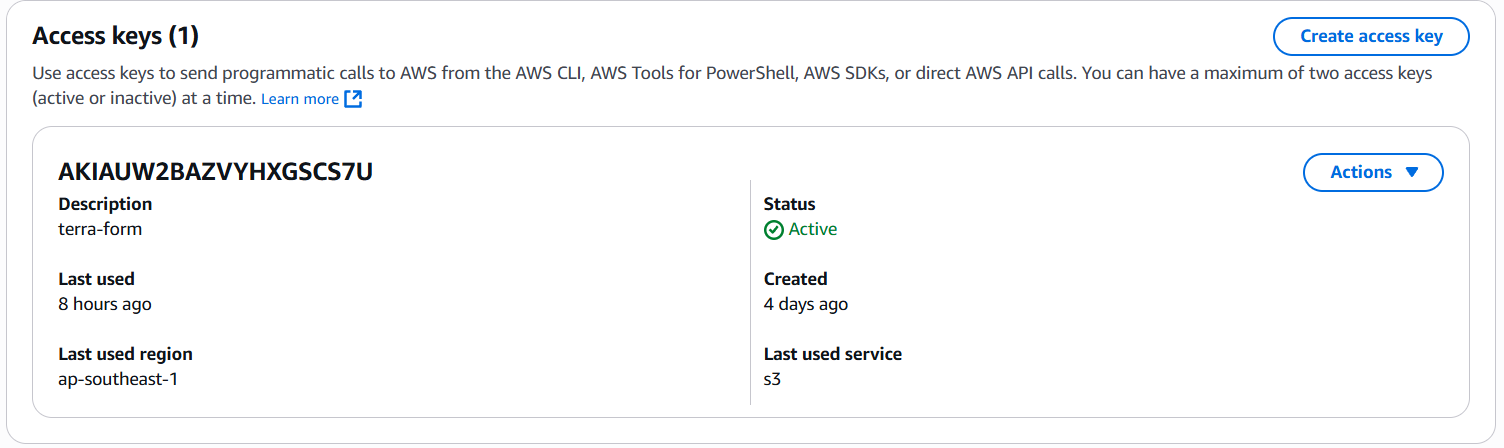 Access keys (1)
Create access key
Use access keys to send programmatic calls to AWS from the AWS CLI, AWS Tools for PowerShell, AWS SDKs, or direct AWS API calls. You can have a maximum of two access keys
(active or inactive) at a time. Learn more
AKIAUW2BAZVYHXGSCS7U
Actions
Description
terra-form
Status
Active
Last used
8 hours ago
Created
4 days ago
Last used region
ap-southeast-1
Last used service
s3